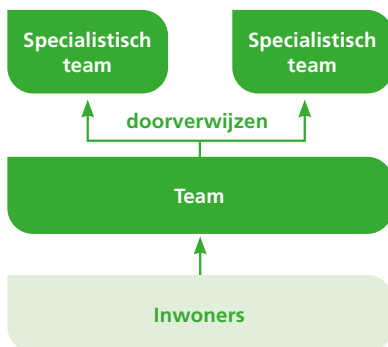 Specialistisch
team
Specialistisch
team
doorverwijzen
Team
Inwoners